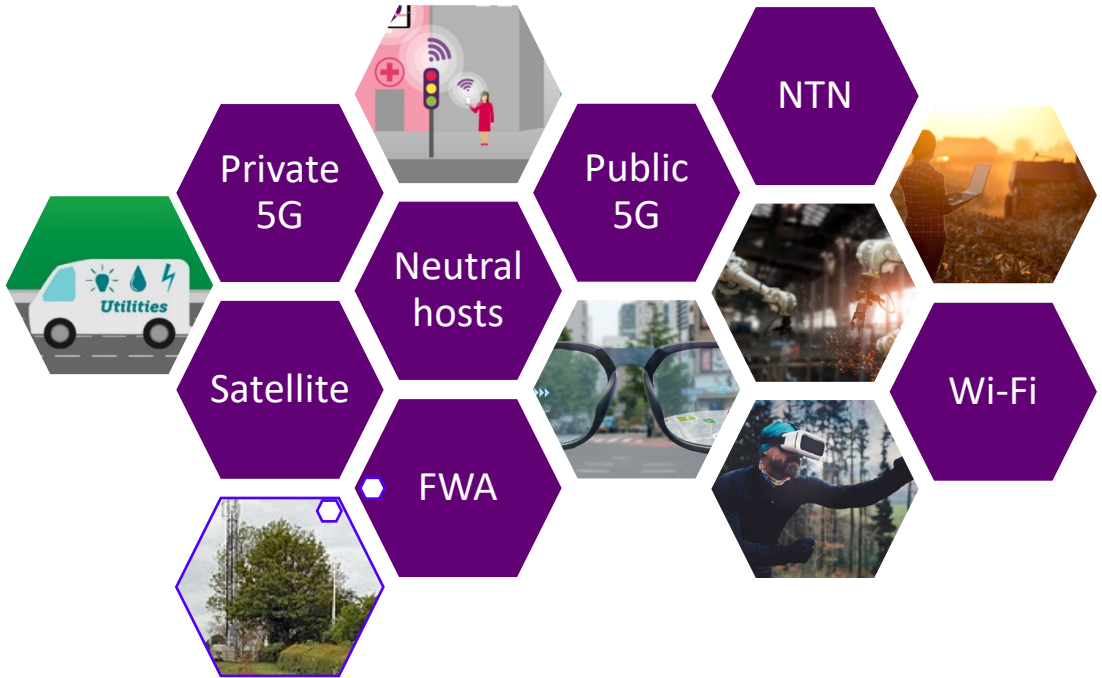 NTN
Private
5G
Public
5G
Neutral
hosts
Utilities
Satellite
Wi-Fi
FWA